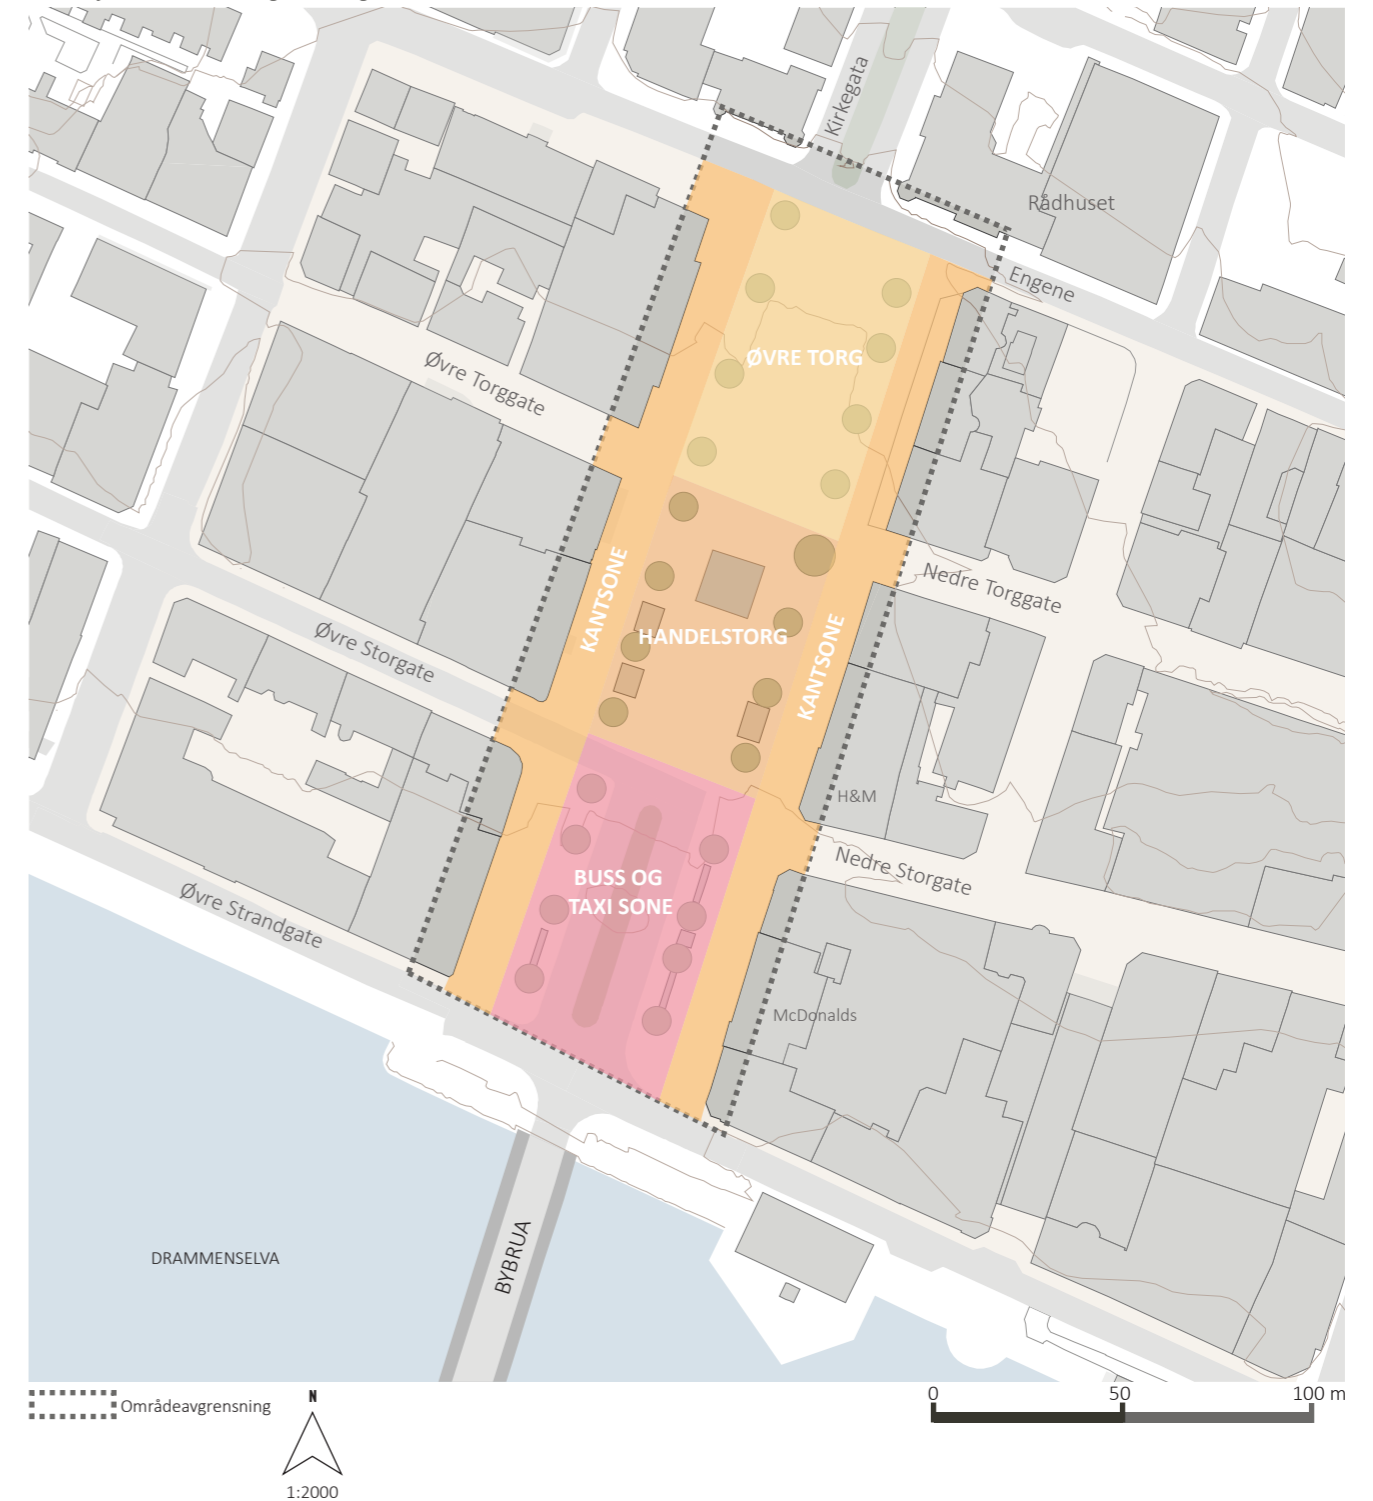 Kirkegata
Rådhuset
Engene
ØVRE TORG
Øvre Torggate
KANTSONE
HANDELSTORG
KANTSONE
Nedre Torggate
Øvre Storgate
H&M
Nedre Storgate
BUSS OG
TAXI SONE
Øvre Strandgate
McDonalds
DRAMMENSELVA
BYBRUA
Områdeavgrensning
N
1:2000
0 50 100 m